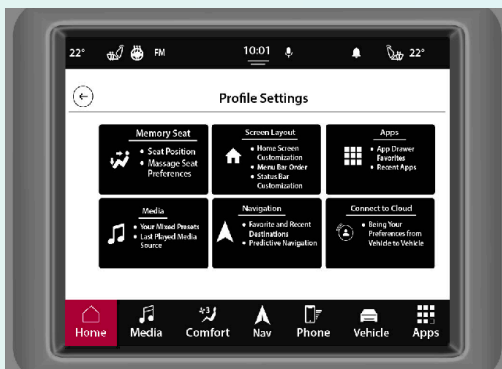 22° FM 10:01 22°
Profile Settings
Memory Seat
• Seat Position
• Massage Seat
Preferences
Screen Layout
• Home Screen
Customization
• Menu Bar Order
• Status Bar
Customization
Apps
• App Drawer
Favorites
• Recent Apps
Media
• Your Mixed Presets
• Last Played Media
Source
Navigation
• Favorite and Recent
Destinations
• Predictive Navigation
Connect to Cloud
• Being Your
Preferences from
Vehicle to Vehicle
Home Media Comfort Nav Phone Vehicle Apps